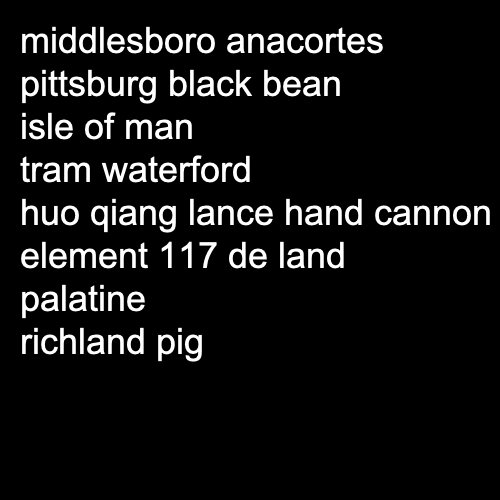 middlesboro anacortes
pittsburg black bean
isle of man
tram waterford
huo qiang lance hand cannon
element 117 de land
palatine
richland pig